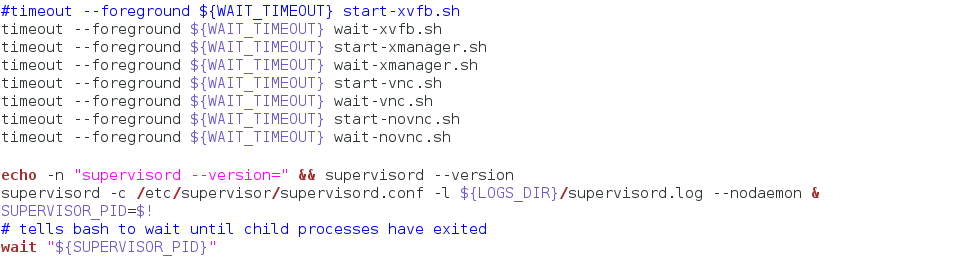 #timeout --foreground ${WAIT_TIMEOUT} start-xvfb.sh
timeout --foreground ${WAIT_TIMEOUT} wait-xvfb.sh
timeout --foreground ${WAIT_TIMEOUT} start-xmanager.sh
timeout --foreground ${WAIT_TIMEOUT} wait-xmanager.sh
timeout --foreground ${WAIT_TIMEOUT} start-vnc.sh
timeout --foreground ${WAIT_TIMEOUT} wait-vnc.sh
timeout --foreground ${WAIT_TIMEOUT} start-novnc.sh
timeout --foreground ${WAIT_TIMEOUT} wait-novnc.sh
echo -n "supervisord --version=" && supervisord --version
supervisord -c /etc/supervisor/supervisord.conf -l ${LOGS_DIR}/supervisord.log --nodaemon &
SUPERVISOR_PID=$!
# tells bash to wait until child processes have exited
wait "${SUPERVISOR_PID}"